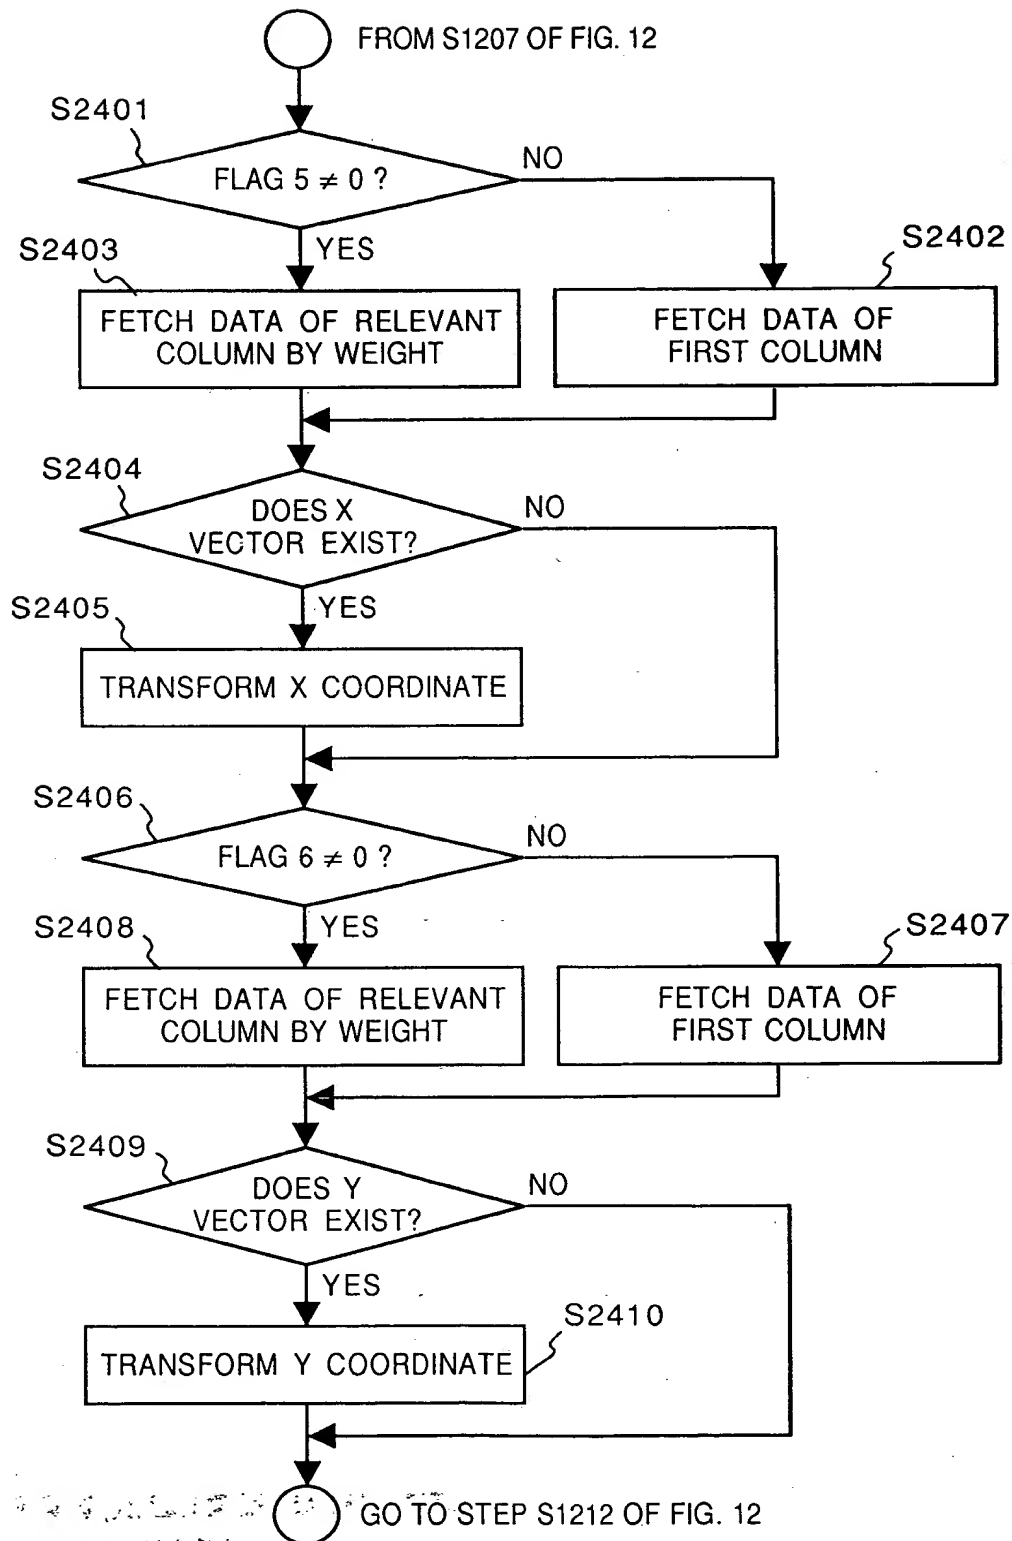 FROM S1207 OF FIG. 12
S2401
FLAG 5 ≠ 0 ?
NO
YES
S2403
S2402
FETCH DATA OF RELEVANT
COLUMN BY WEIGHT
FETCH DATA OF
FIRST COLUMN
S2404
DOES X
VECTOR EXIST?
NO
YES
S2405
TRANSFORM X COORDINATE
S2406
FLAG 6 ≠ 0 ?
NO
YES
S2408
S2407
FETCH DATA OF RELEVANT
COLUMN BY WEIGHT
FETCH DATA OF
FIRST COLUMN
S2409
DOES Y
VECTOR EXIST?
NO
YES
S2410
TRANSFORM Y COORDINATE
GO TO STEP S1212 OF FIG. 12